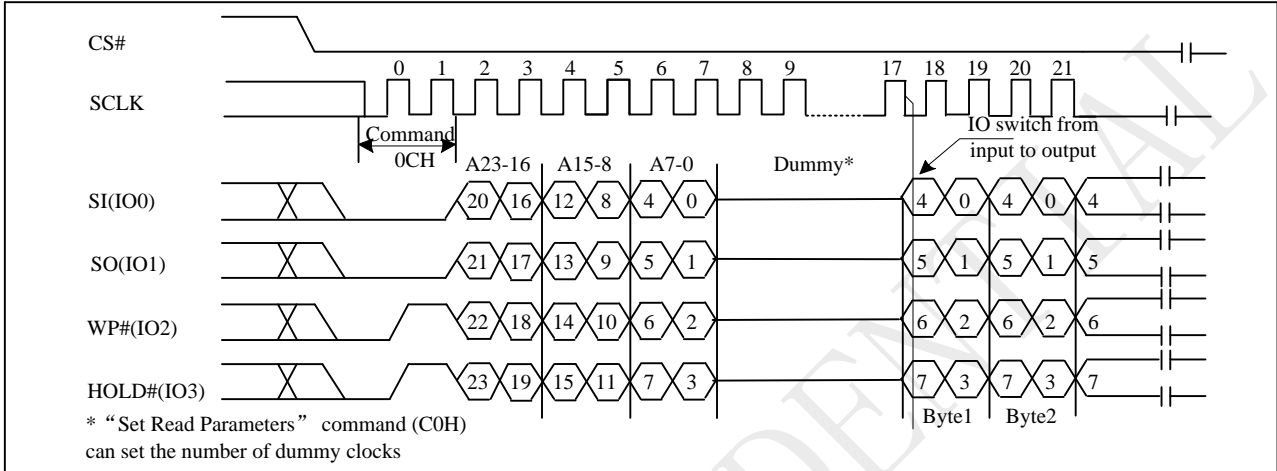 CS#
0 1 2 3 4 5 6 7 8 9 17 18 19 20 21
SCLK
Command
0CH
IO switch from
input to output
A23-16 A15-8 A7-0 Dummy*
SI(IO0) 20 16 12 8 4 0 4 0 4 0 4
SO(IO1) 21 17 13 9 5 1 5 1 5 1 5
WP#(IO2) 22 18 14 10 6 2 6 2 6 2 6
HOLD#(IO3) 23 19 15 11 7 3 7 3 7 3 7
Byte1 Byte2
* “Set Read Parameters” command (C0H)
can set the number of dummy clocks
DENTIAL